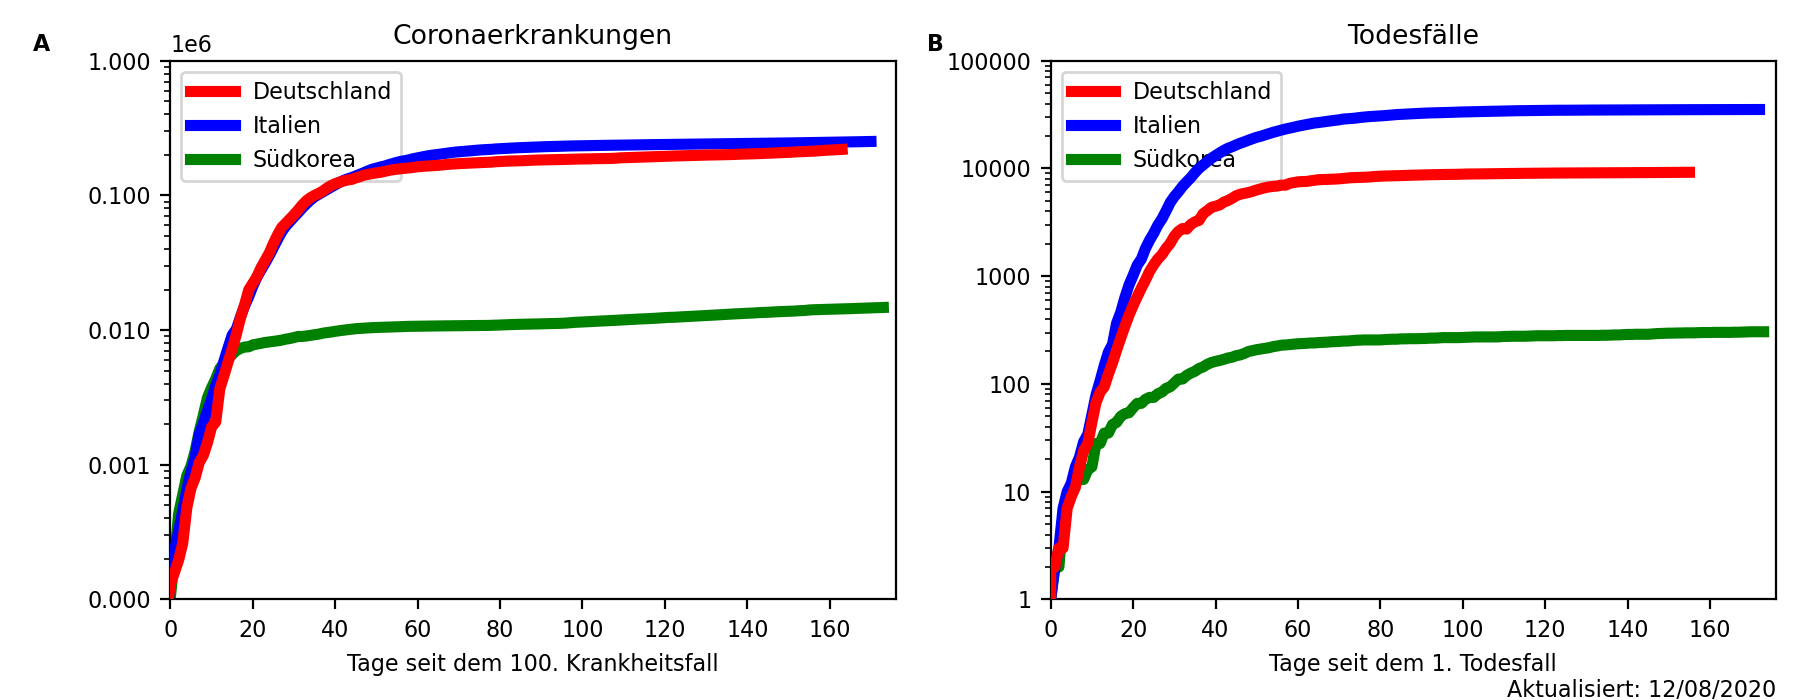 A
1e6
Coronaerkrankungen
1.000
0.100
0.010
0.001
0.000
Deutschland
Italien
Südkorea
0 20 40 60 80 100 120 140 160
Tage seit dem 100. Krankheitsfall
B
Todesfälle
100000
10000
1000
100
10
1
Deutschland
Italien
Südkorea
0 20 40 60 80 100 120 140 160
Tage seit dem 1. Todesfall
Aktualisiert: 12/08/2020